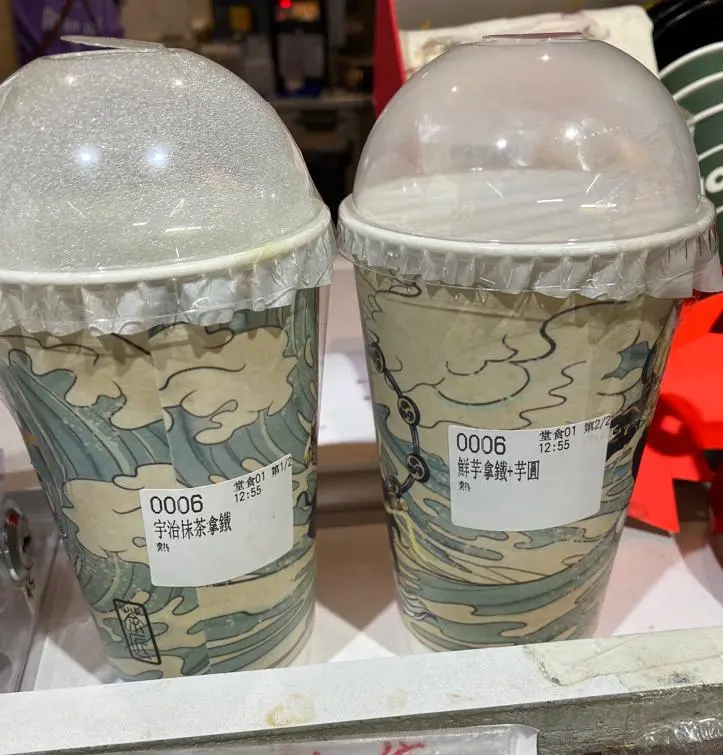 0006 堂食01 第1/2
12:55
宇治抹茶拿鐵
熱
0006 堂食01 第2/2
12:55
鮮芋拿鐵+芋圓
熱